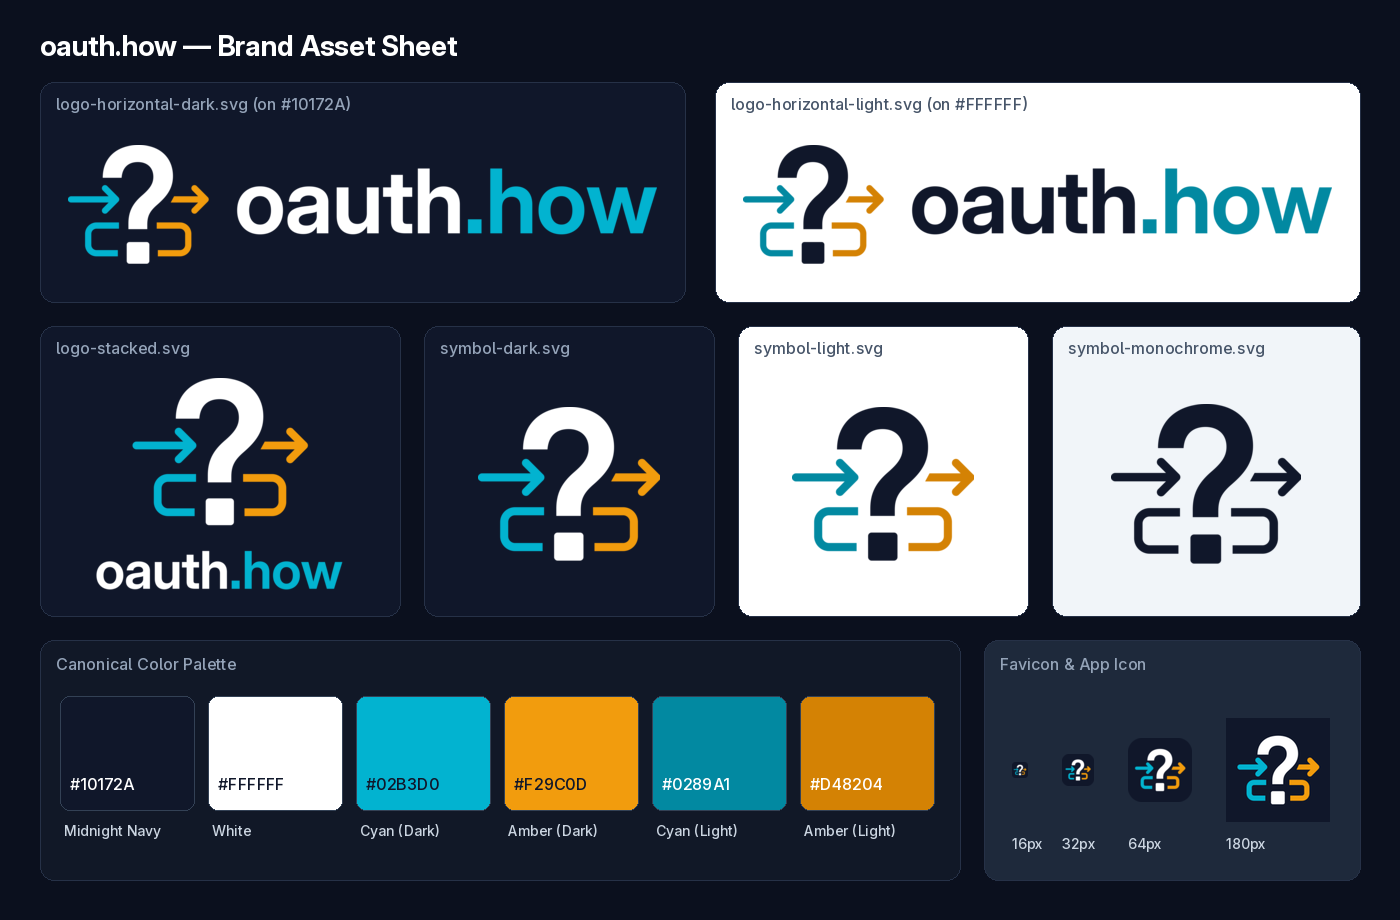 oauth.how — Brand Asset Sheet
logo-horizontal-dark.svg (on #10172A)
oauth.how
logo-horizontal-light.svg (on #FFFFFF)
oauth.how
logo-stacked.svg
oauth.how
symbol-dark.svg
symbol-light.svg
symbol-monochrome.svg
Canonical Color Palette
#10172A
#FFFFFF
#02B3D0
#F29C0D
#0289A1
#D48204
Midnight Navy
White
Cyan (Dark)
Amber (Dark)
Cyan (Light)
Amber (Light)
Favicon & App Icon
16px
32px
64px
180px